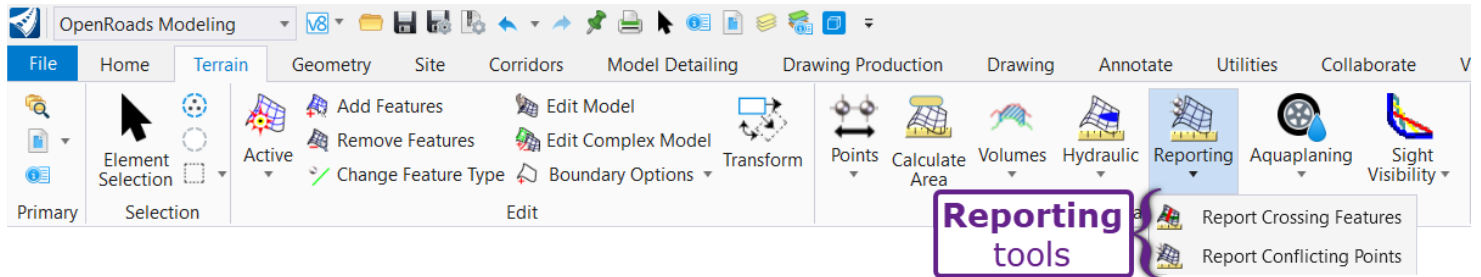 OpenRoads Modeling V8
File Home Terrain Geometry Site Corridors Model Detailing Drawing Production Drawing Annotate Utilities Collaborate V
Add Features Edit Model
Remove Features Edit Complex Model
Change Feature Type Boundary Options
Element Selection
Active
Transform
Points
Calculate Area
Volumes
Hydraulic
Reporting
Aquaplaning
Sight Visibility
Primary Selection Edit
Reporting
tools
Report Crossing Features
Report Conflicting Points